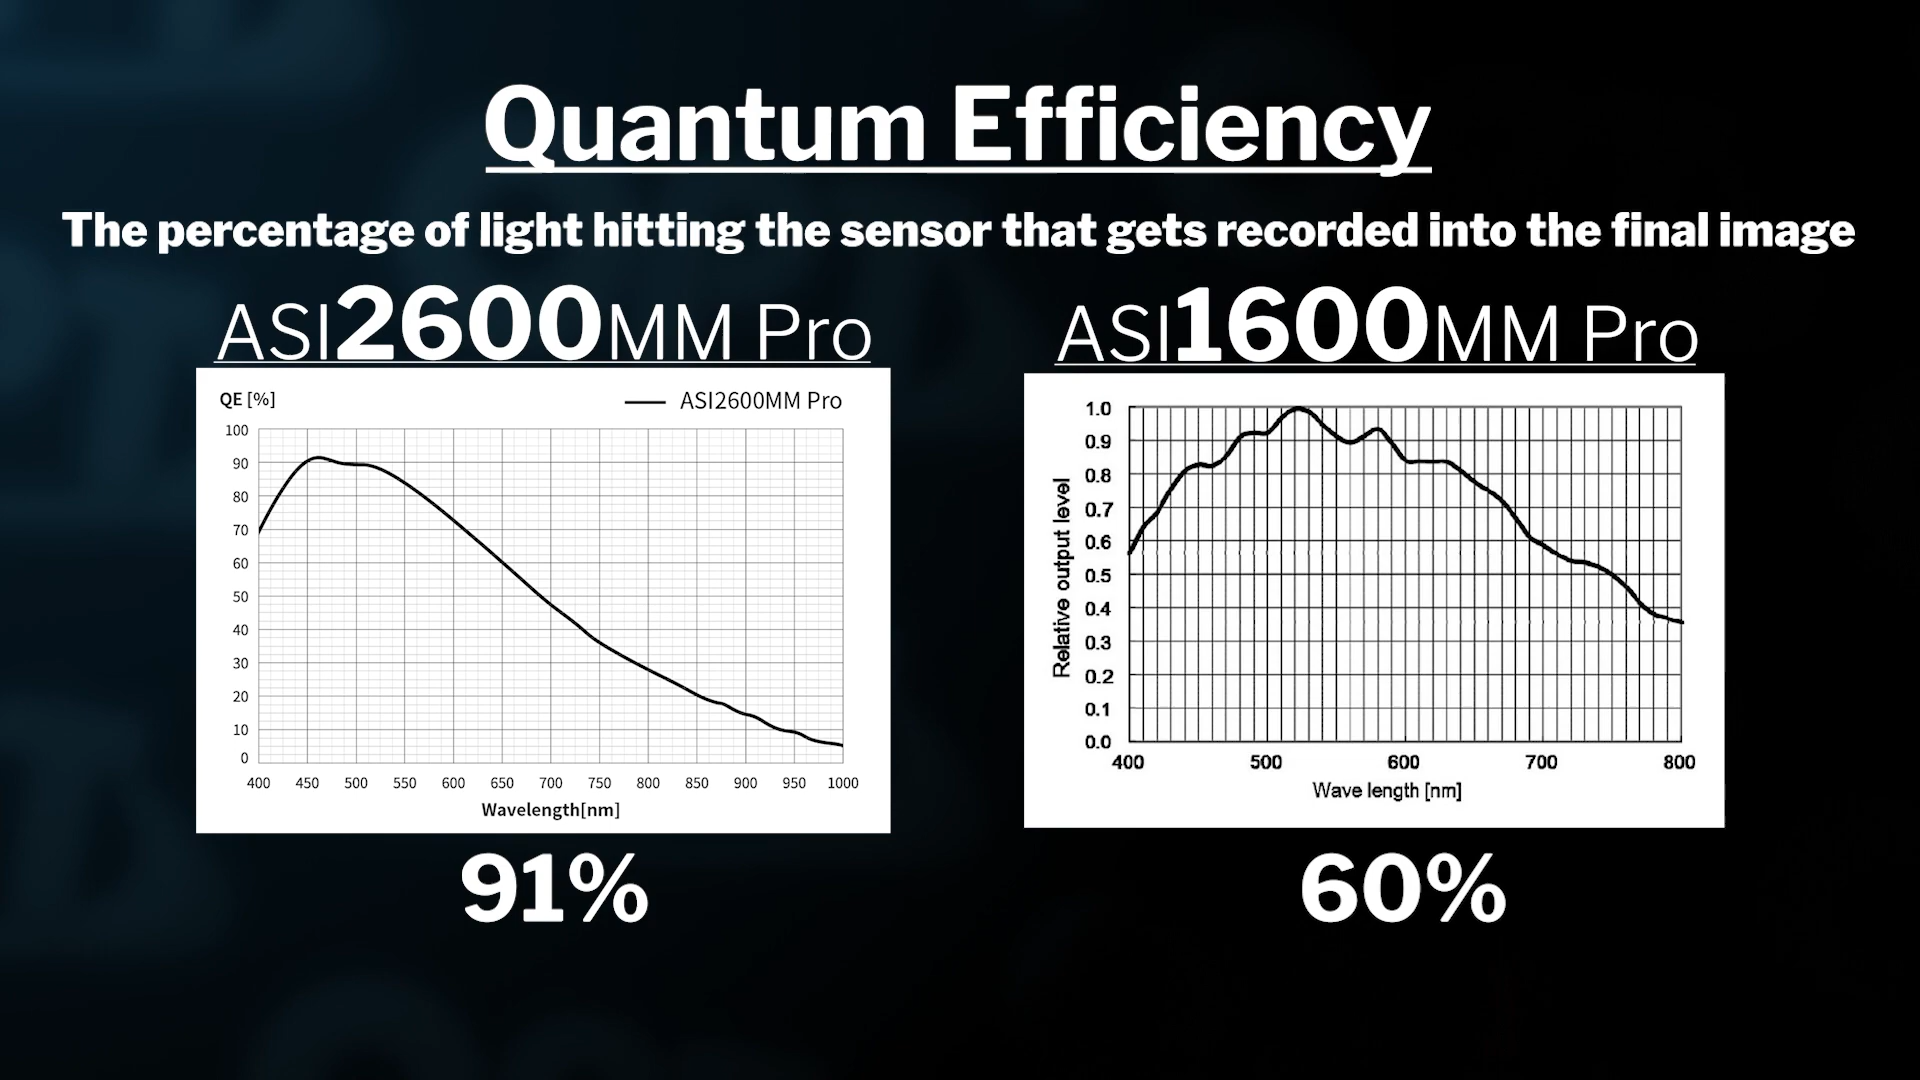 Quantum Efficiency
The percentage of light hitting the sensor that gets recorded into the final image
ASI2600MM Pro
QE [%]
ASI2600MM Pro
100
90
80
70
60
50
40
30
20
10
0
400 450 500 550 600 650 700 750 800 850 900 950 1000
Wavelength[nm]
91%
ASI1600MM Pro
Relative output level
1.0
0.9
0.8
0.7
0.6
0.5
0.4
0.3
0.2
0.1
0.0
400 500 600 700 800
Wave length [nm]
60%